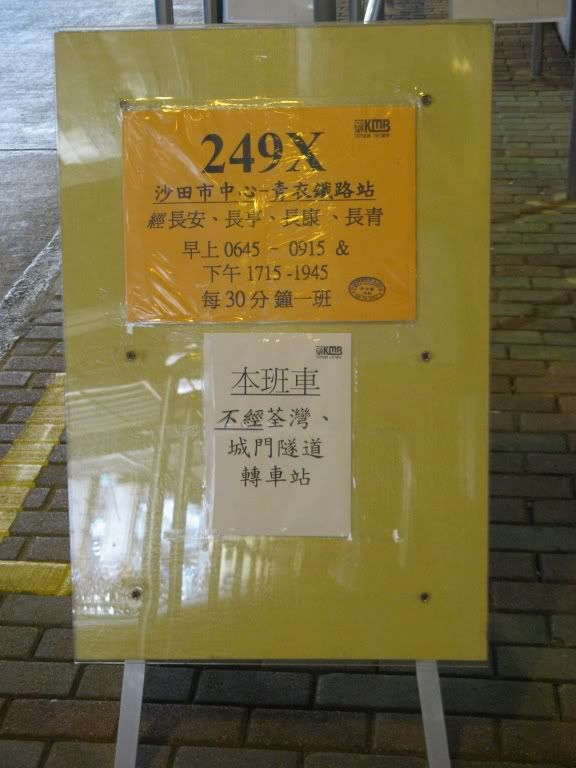 KMB
249X
沙田市中心-青衣鐵路站
經長安、長亨、長康、長青
早上 0645 - 0915 &
下午 1715 -1945
每30分鐘一班
KMB
本班車
不經荃灣、
城門隧道
轉車站